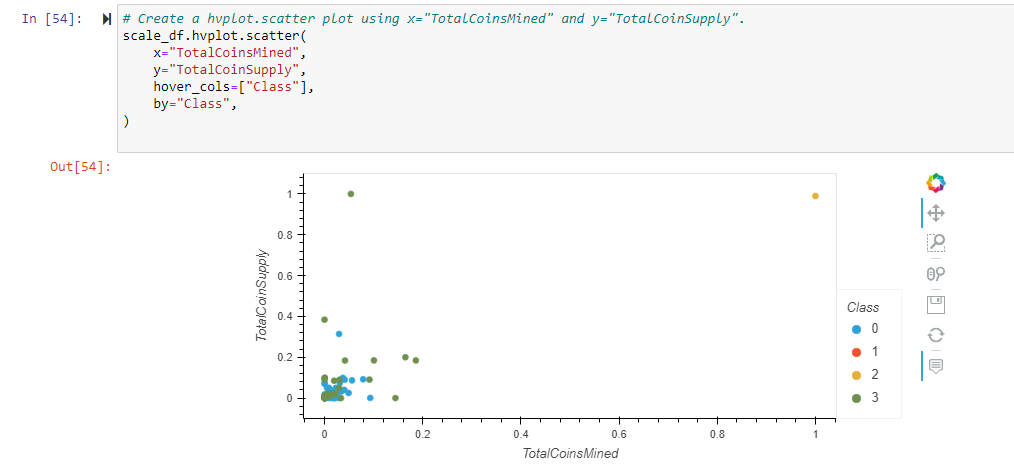 In [54]:
# Create a hvplot.scatter plot using x="TotalCoinsMined" and y="TotalCoinSupply".
scale_df.hvplot.scatter(
    x="TotalCoinsMined",
    y="TotalCoinSupply",
    hover_cols=["Class"],
    by="Class",
)
Out[54]:
TotalCoinSupply
1
0.8
0.6
0.4
0.2
0
0 0.2 0.4 0.6 0.8 1
TotalCoinsMined
Class
0
1
2
3